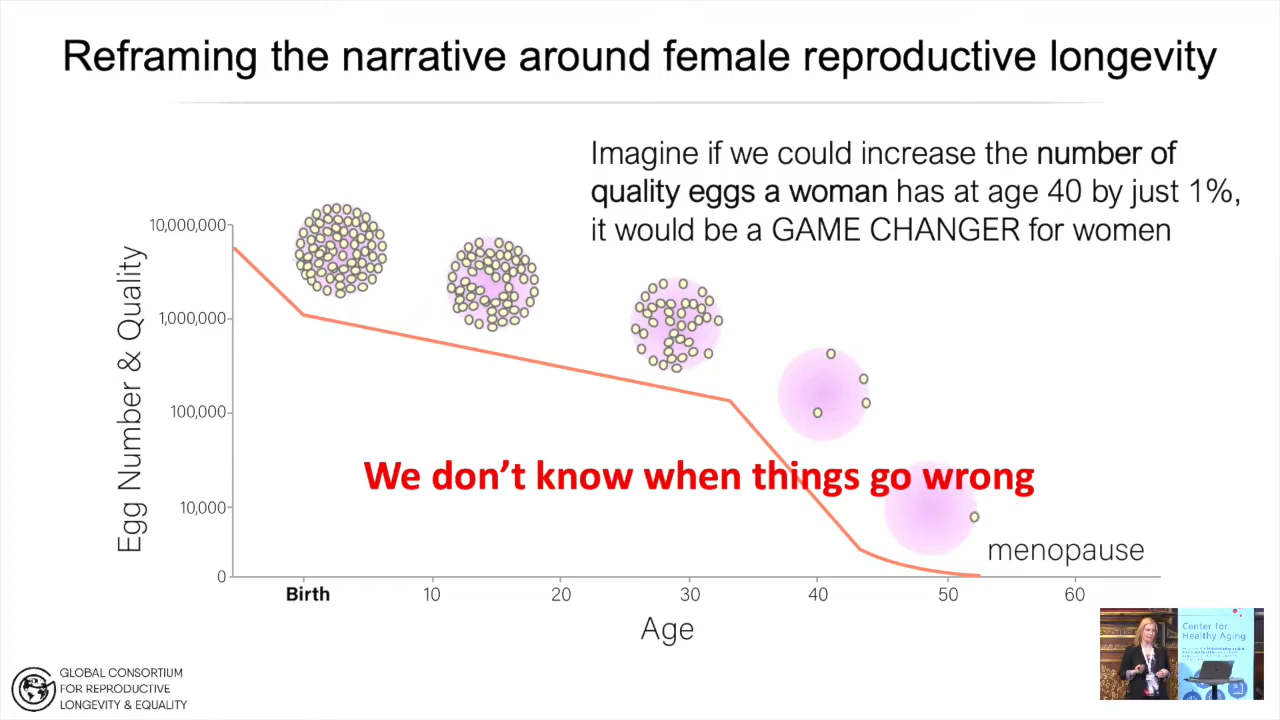 Reframing the narrative around female reproductive longevity
Imagine if we could increase the number of
quality eggs a woman has at age 40 by just 1%,
it would be a GAME CHANGER for women
Egg Number & Quality
10,000,000
1,000,000
100,000
10,000
0
We don't know when things go wrong
menopause
Birth
10
20
30
40
50
60
Age
GLOBAL CONSORTIUM
FOR REPRODUCTIVE
LONGEVITY & EQUALITY
Center for
Healthy Aging